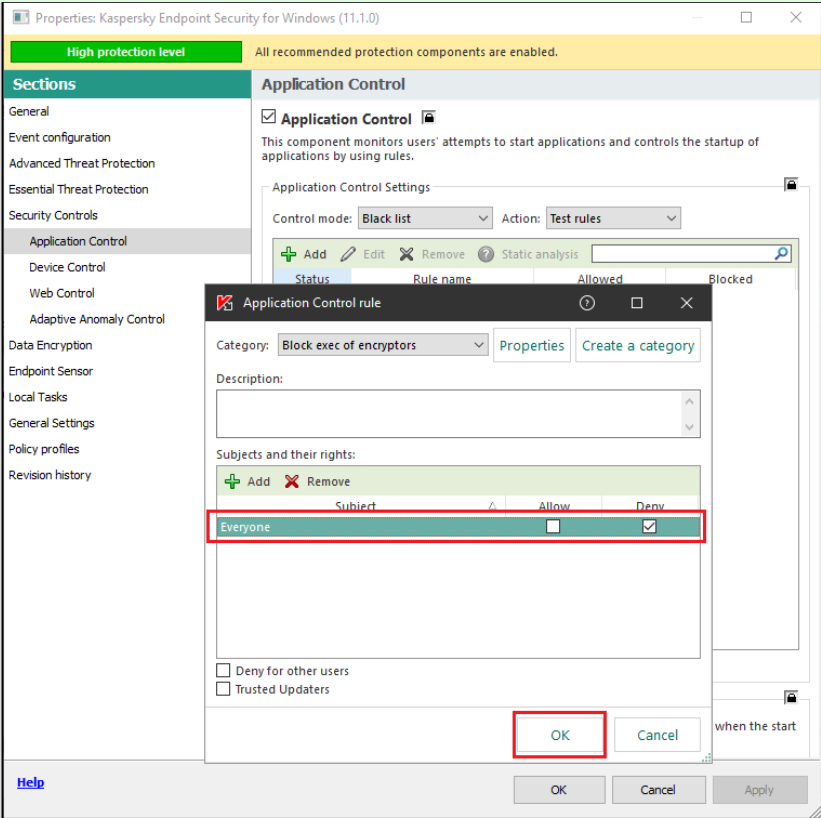 Properties: Kaspersky Endpoint Security for Windows (11.1.0)
High protection level
All recommended protection components are enabled.
Sections
General
Event configuration
Advanced Threat Protection
Essential Threat Protection
Security Controls
Application Control
Device Control
Web Control
Adaptive Anomaly Control
Data Encryption
Endpoint Sensor
Local Tasks
General Settings
Policy profiles
Revision history
Application Control
Application Control
This component monitors users' attempts to start applications and controls the startup of
applications by using rules.
Application Control Settings
Control mode: Black list Action: Test rules
Add Edit Remove Static analysis
Status Rule name Allowed Blocked
Application Control rule
Category: Block exec of encryptors Properties Create a category
Description:
Subjects and their rights:
Add Remove
Subject Allow Deny
Everyone
Deny for other users
Trusted Updaters
OK Cancel
when the start
Help
OK Cancel Apply